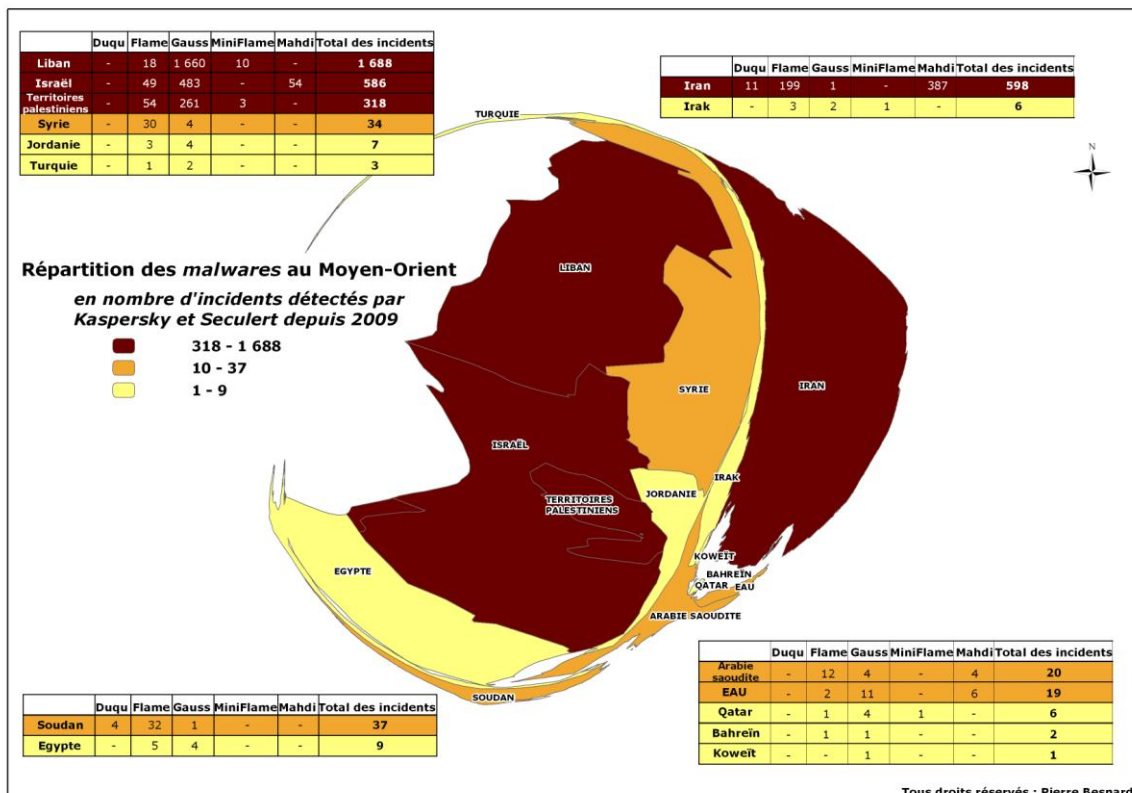 Duqu Flame Gauss MiniFlame Mahdi Total des incidents
Liban - 18 1 660 10 - 1 688
Israël - 49 483 - 54 586
Territoires
palestiniens - 54 261 3 - 318
Syrie - 30 4 - - 34
Jordanie - 3 4 - - 7
Turquie - 1 2 - - 3
Duqu Flame Gauss MiniFlame Mahdi Total des incidents
Iran 11 199 1 - 387 598
Irak - 3 2 1 - 6
TURQUIE
N
Répartition des malwares au Moyen-Orient
en nombre d'incidents détectés par
Kaspersky et Seculert depuis 2009
318 - 1 688
10 - 37
1 - 9
LIBAN
SYRIE
IRAN
ISRAËL
IRAK
JORDANIE
TERRITOIRES
PALESTINIENS
KOWEÏT
EGYPTE
BAHREÏN
QATAR
EAU
ARABIE SAOUDITE
SOUDAN
Duqu Flame Gauss MiniFlame Mahdi Total des incidents
Soudan 4 32 1 - - 37
Egypte - 5 4 - - 9
Duqu Flame Gauss MiniFlame Mahdi Total des incidents
Arabie
saoudite - 12 4 - 4 20
EAU - 2 11 - 6 19
Qatar - 1 4 1 - 6
Bahreïn - 1 1 - - 2
Koweït - - 1 - - 1
Tous droits réservés : Pierre Besnard